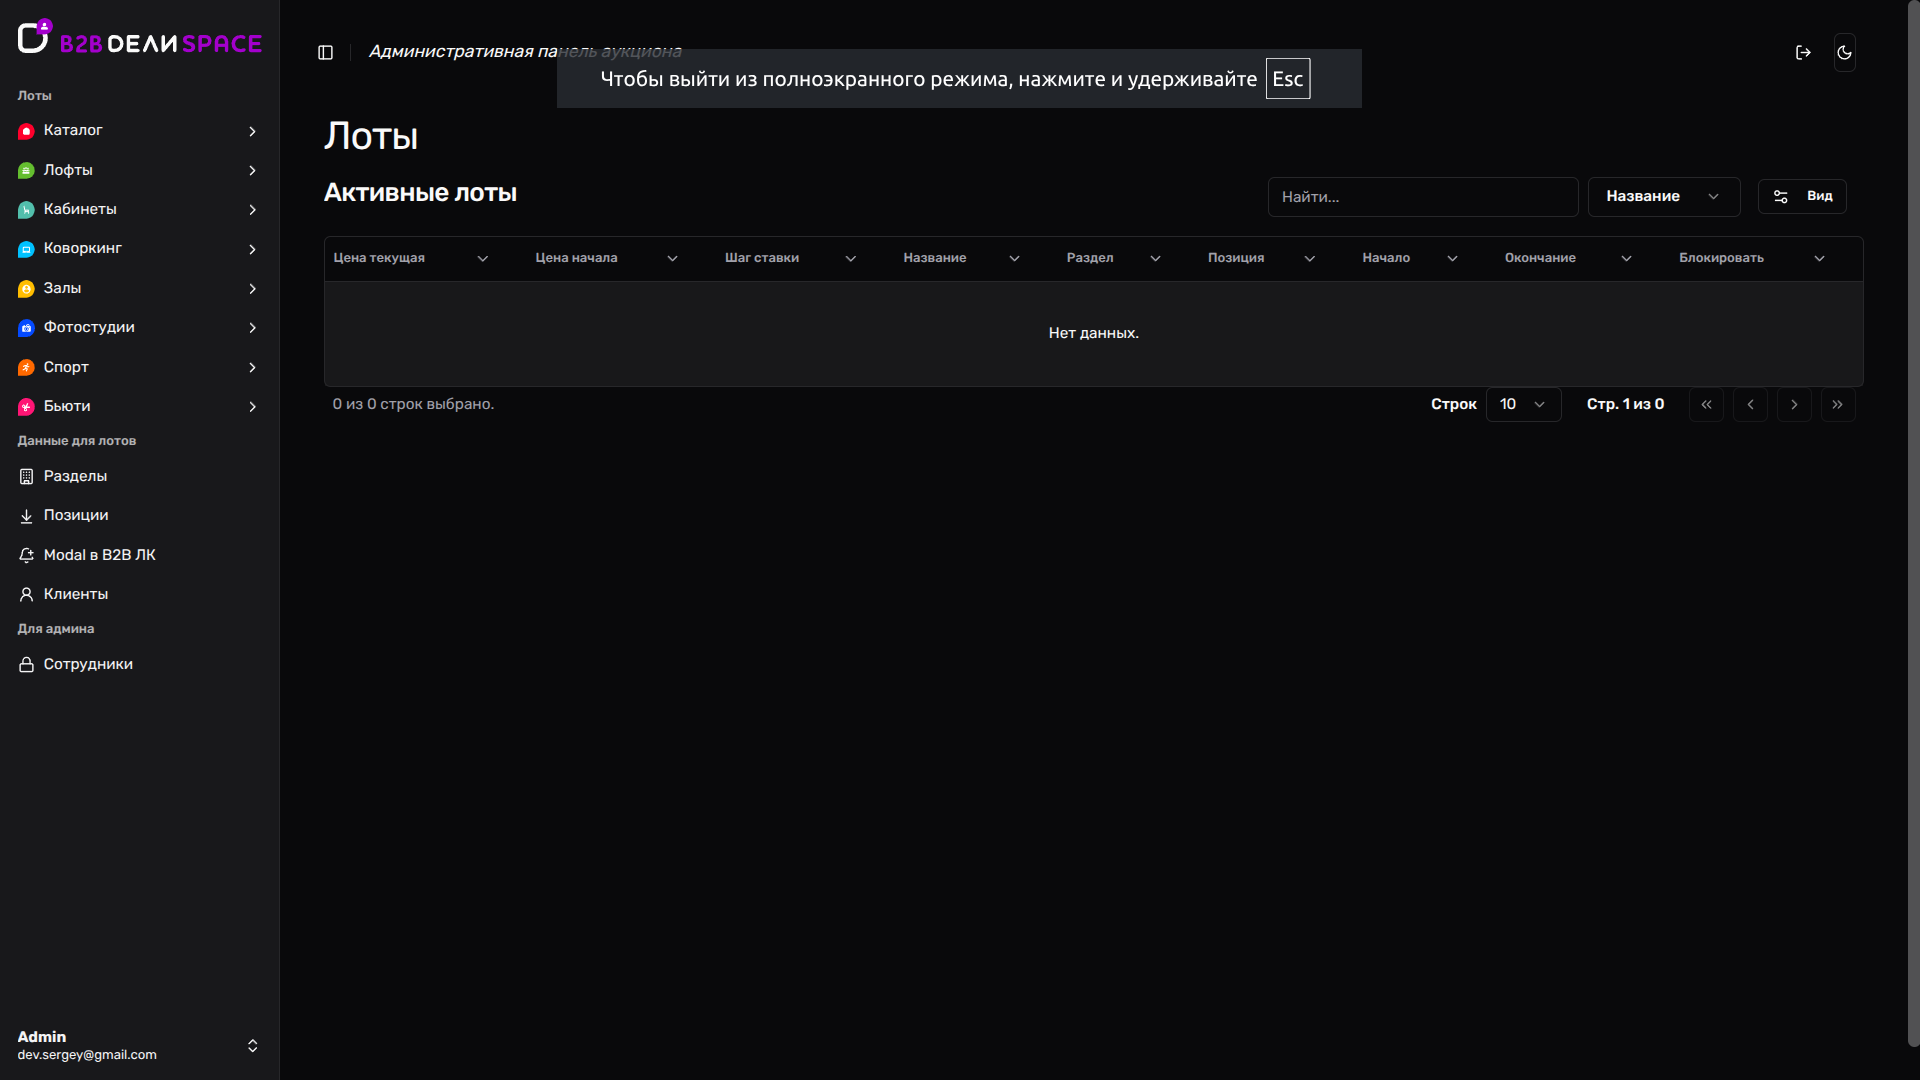 B2B DEЛИ SPACE
Лоты
Каталог
Лофты
Кабинеты
Коворкинг
Залы
Фотостудии
Спорт
Бьюти
Данные для лотов
Разделы
Позиции
Modal в B2B ЛК
Клиенты
Для админа
Сотрудники
Admin
dev.sergey@gmail.com
Административная панель аукциона
Чтобы выйти из полноэкранного режима, нажмите и удерживайте Esc
Лоты
Активные лоты
Найти...
Название
Вид
Цена текущая Цена начала Шаг ставки Название Раздел Позиция Начало Окончание Блокировать
Нет данных.
0 из 0 строк выбрано.
Строк 10 Стр. 1 из 0